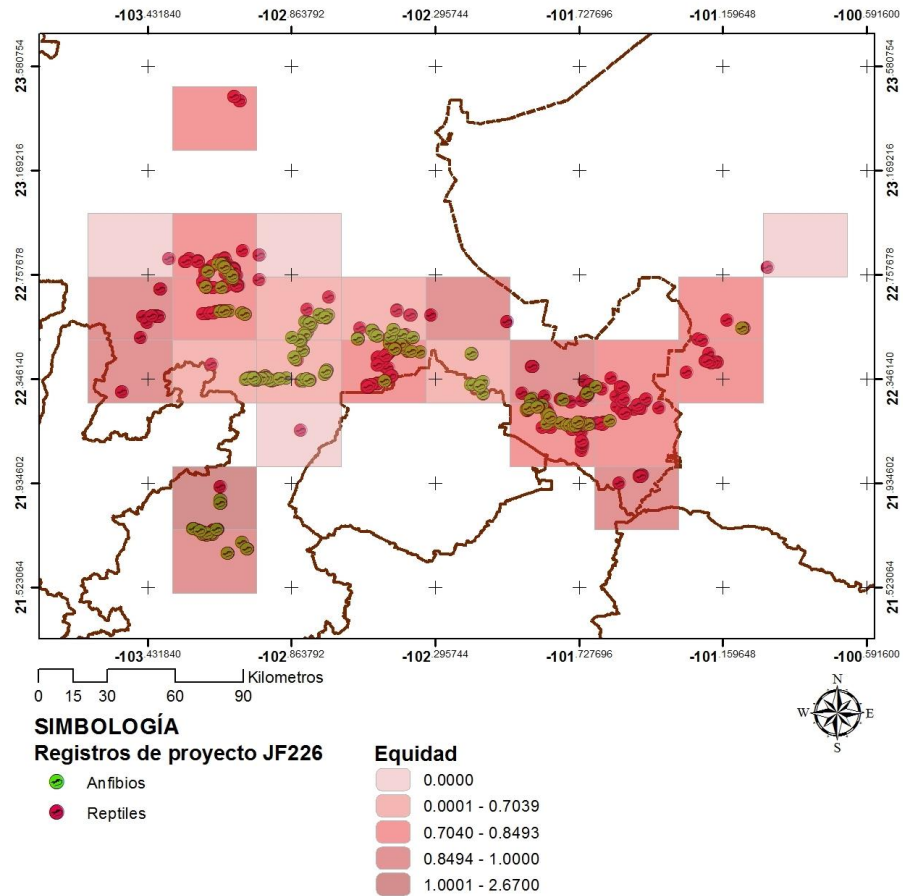 -103.431840 -102.863792 -102.295744 -101.727696 -101.159648 -100.591600
23.580754 23.580754
23.169216 23.169216
22.757678 22.757678
22.346140 22.346140
21.934602 21.934602
21.523064 21.523064
-103.431840 -102.863792 -102.295744 -101.727696 -101.159648 -100.591600
Kilometros
0 15 30 60 90
N
W E
S
SIMBOLOGÍA
Registros de proyecto JF226
Anfibios
Reptiles
Equidad
0.0000
0.0001 - 0.7039
0.7040 - 0.8493
0.8494 - 1.0000
1.0001 - 2.6700